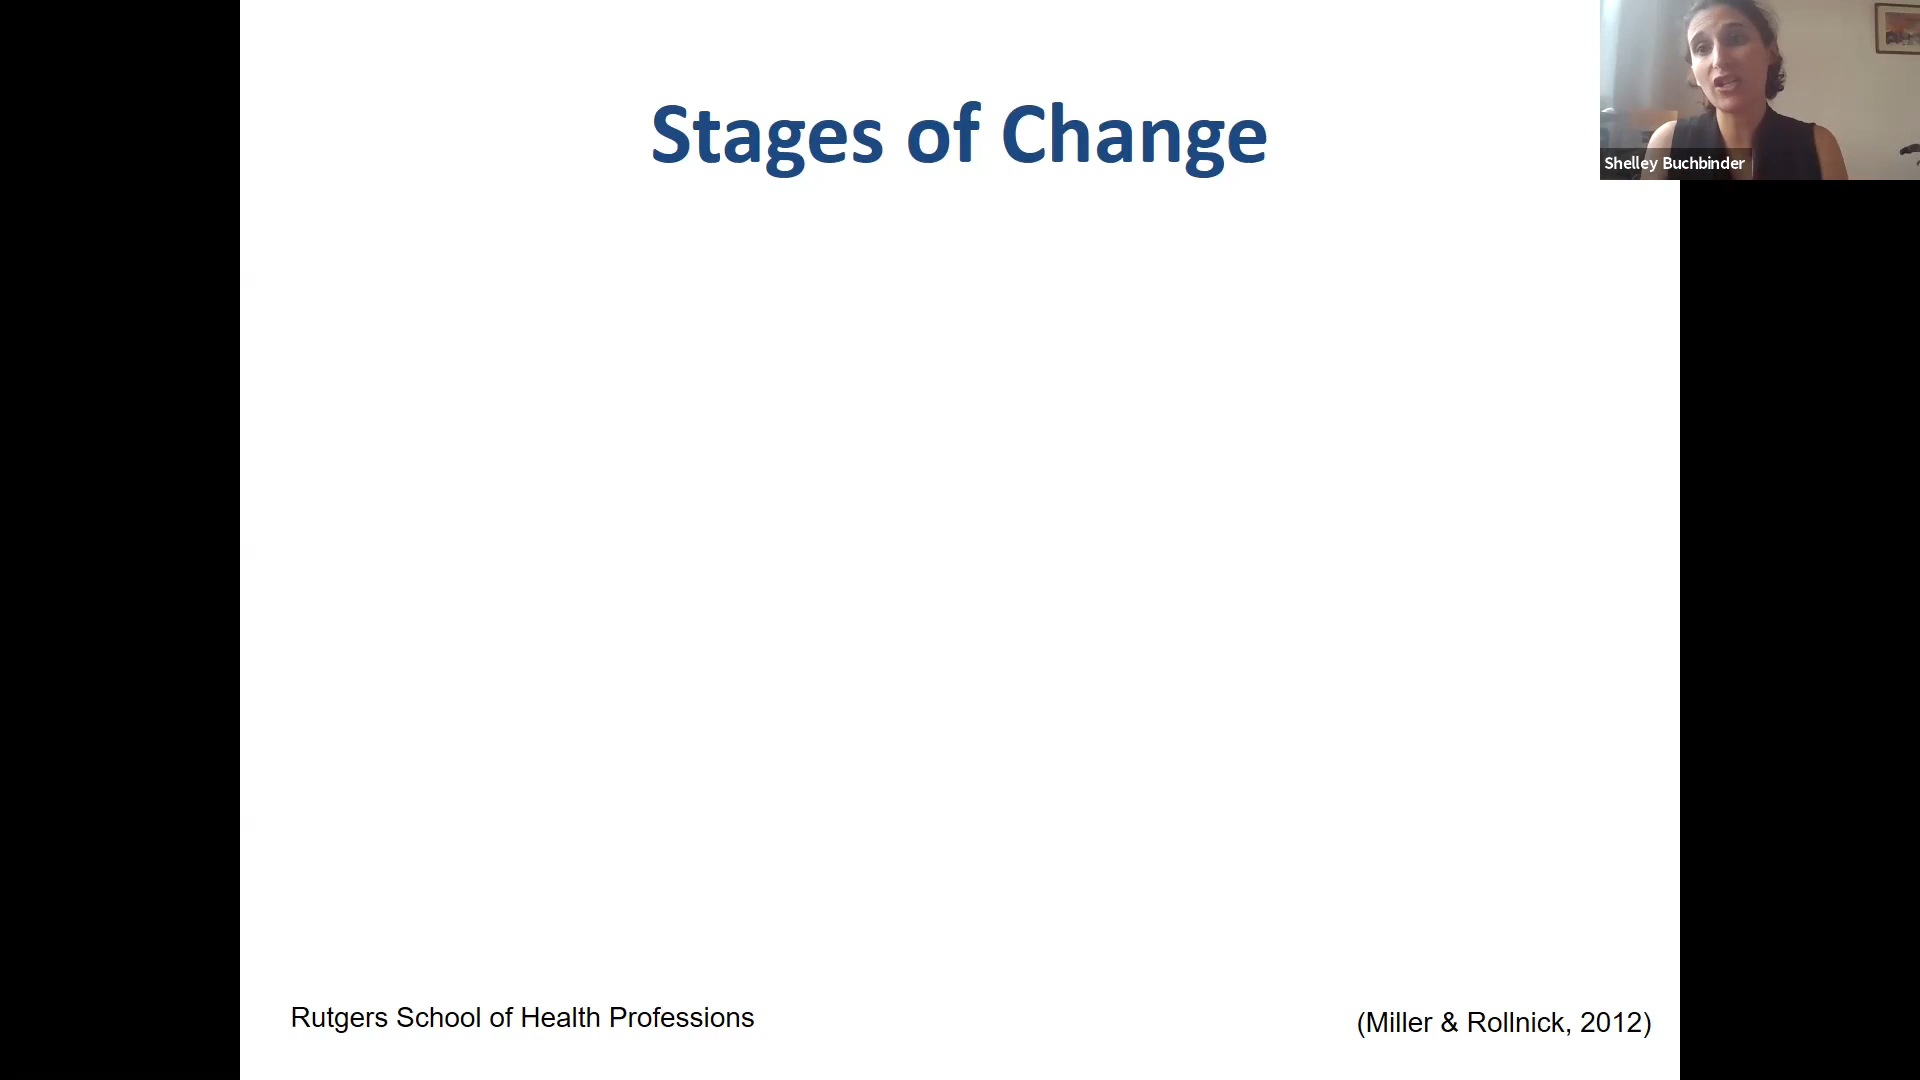 Stages of Change
Shelley Buchbinder
Rutgers School of Health Professions
(Miller & Rollnick, 2012)